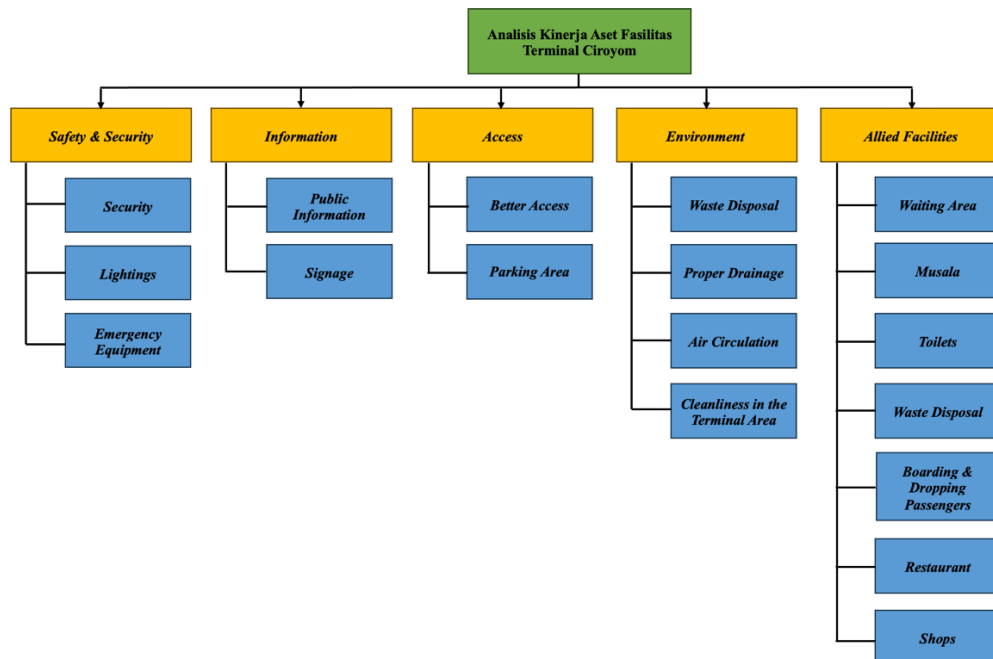 Analisis Kinerja Aset Fasilitas
Terminal Ciroyom
Safety & Security
Security
Lightings
Emergency
Equipment
Information
Public
Information
Signage
Access
Better Access
Parking Area
Environment
Waste Disposal
Proper Drainage
Air Circulation
Cleanliness in the
Terminal Area
Allied Facilities
Waiting Area
Musala
Toilets
Waste Disposal
Boarding &
Dropping
Passengers
Restaurant
Shops